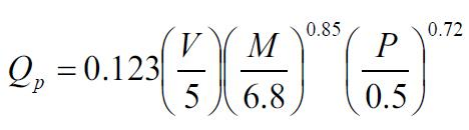 Q_p = 0.123 (V/5) (M/6.8)^0.85 (P/0.5)^0.72